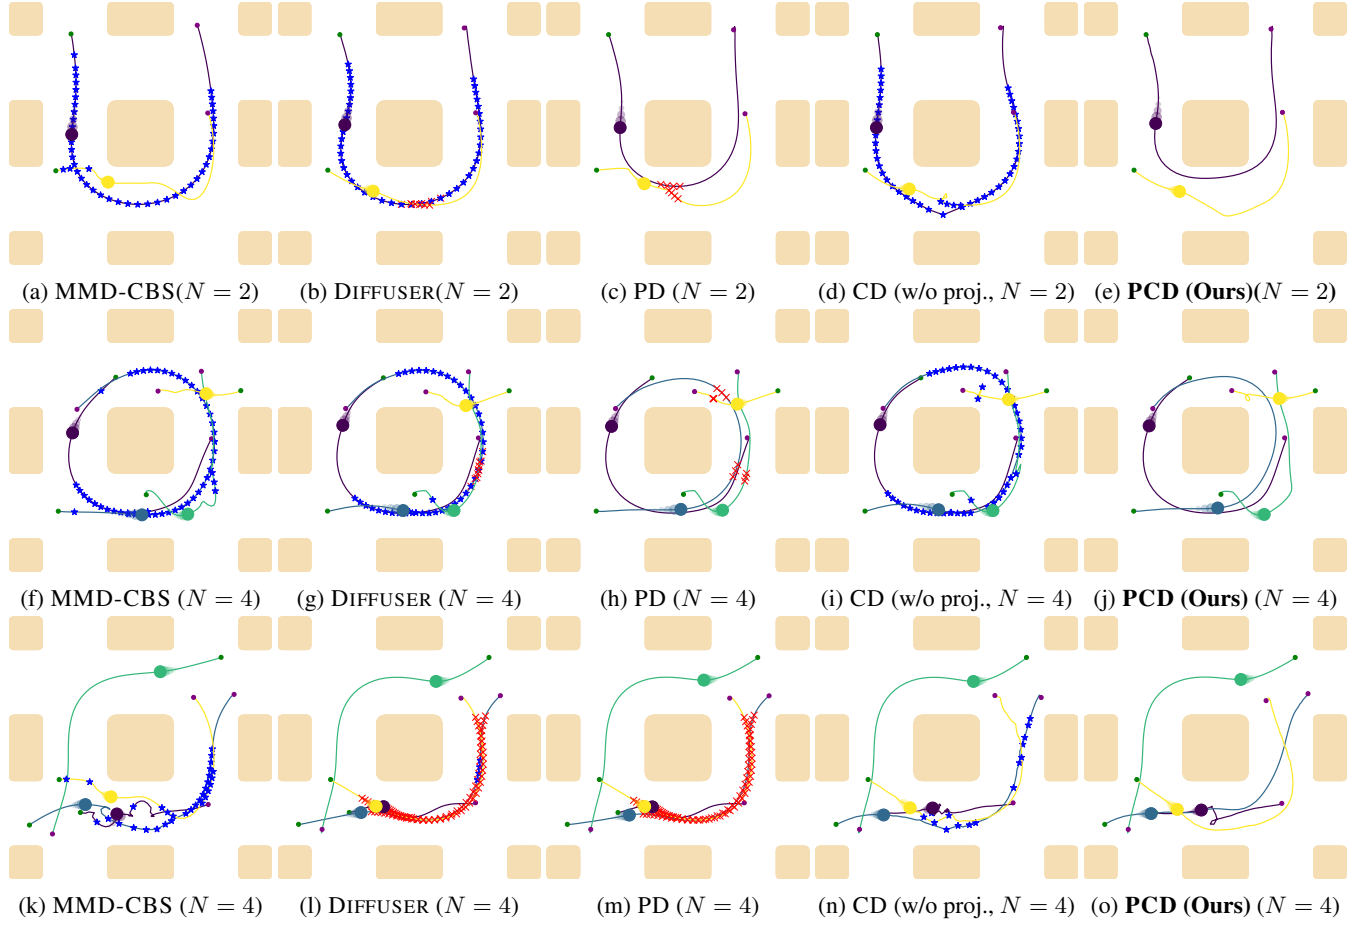 (a) MMD-CBS(N = 2) (b) DIFFUSER(N = 2) (c) PD (N = 2) (d) CD (w/o proj., N = 2) (e) PCD (Ours)(N = 2)
(f) MMD-CBS (N = 4) (g) DIFFUSER (N = 4) (h) PD (N = 4) (i) CD (w/o proj., N = 4) (j) PCD (Ours) (N = 4)
(k) MMD-CBS (N = 4) (l) DIFFUSER (N = 4) (m) PD (N = 4) (n) CD (w/o proj., N = 4) (o) PCD (Ours) (N = 4)